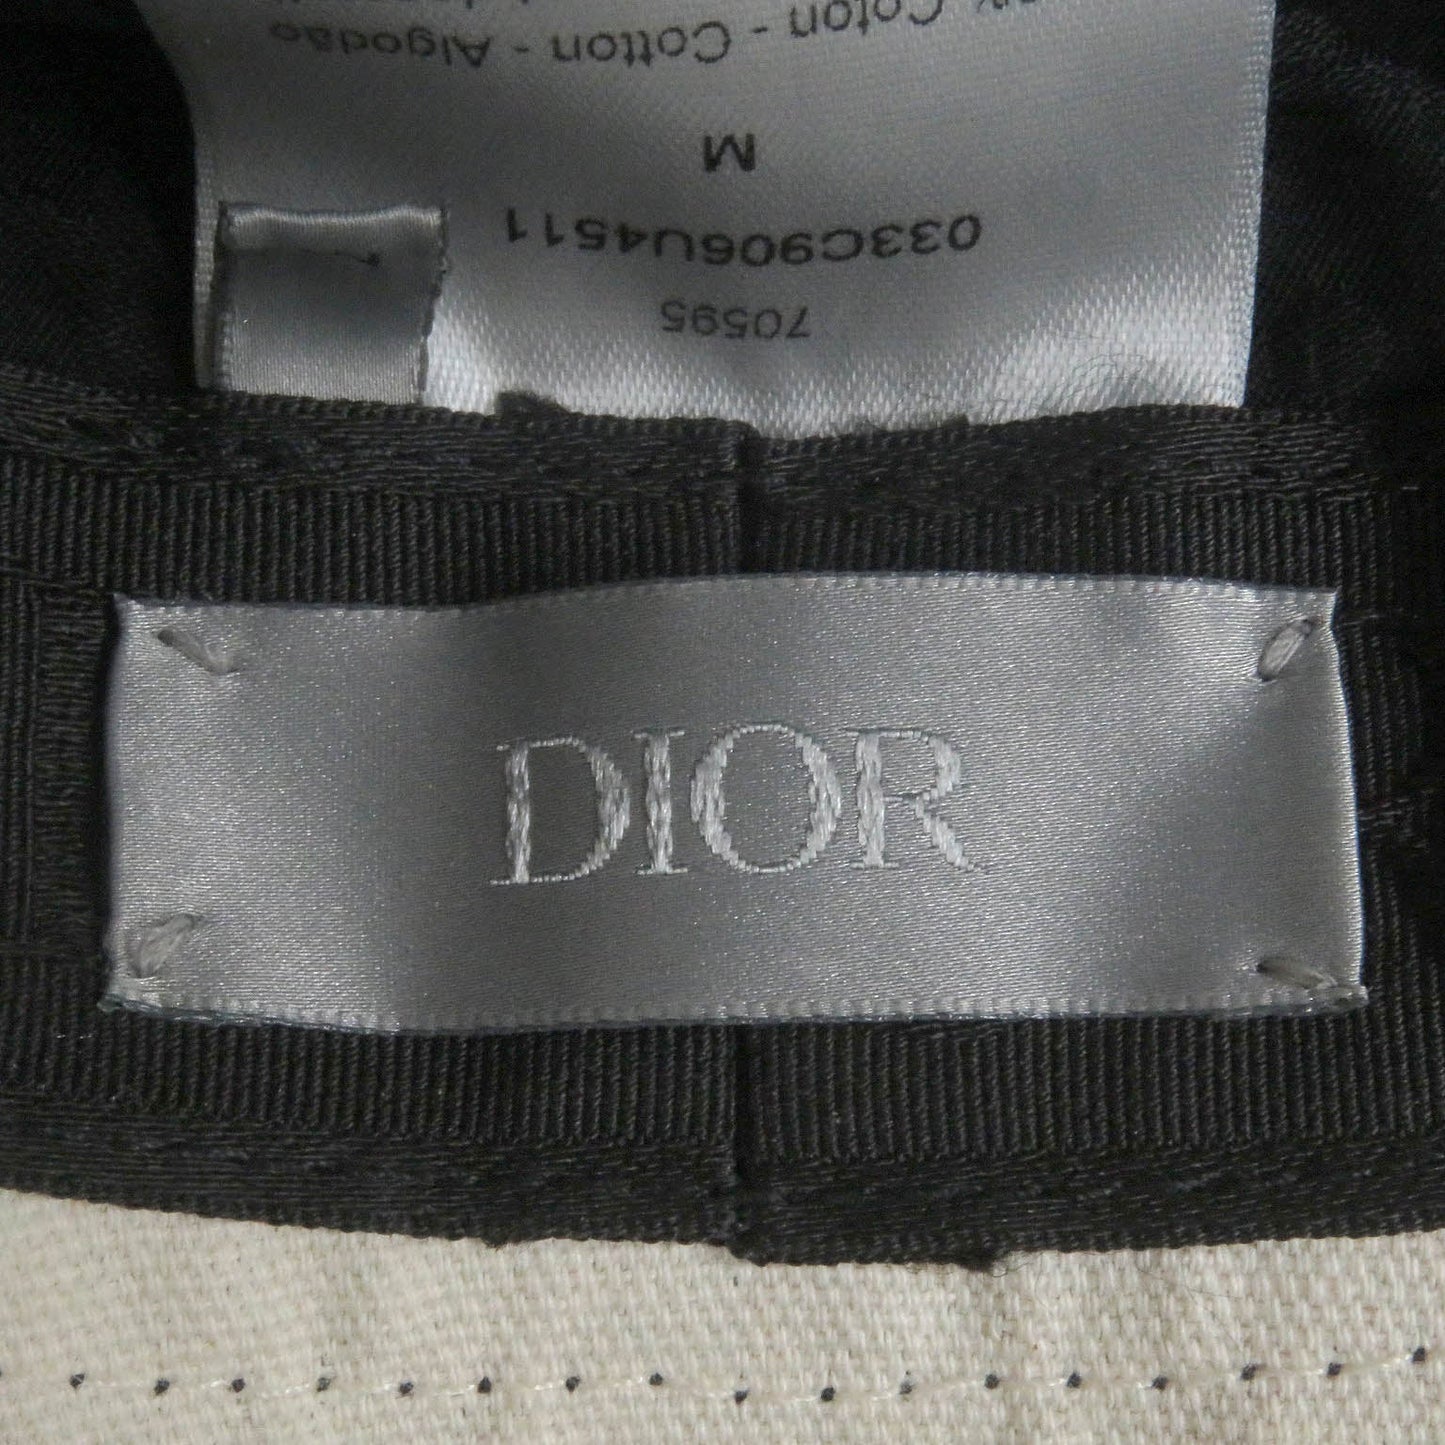 Coton - Cotton - Algodão
M
033C906U4511
70595
DIOR